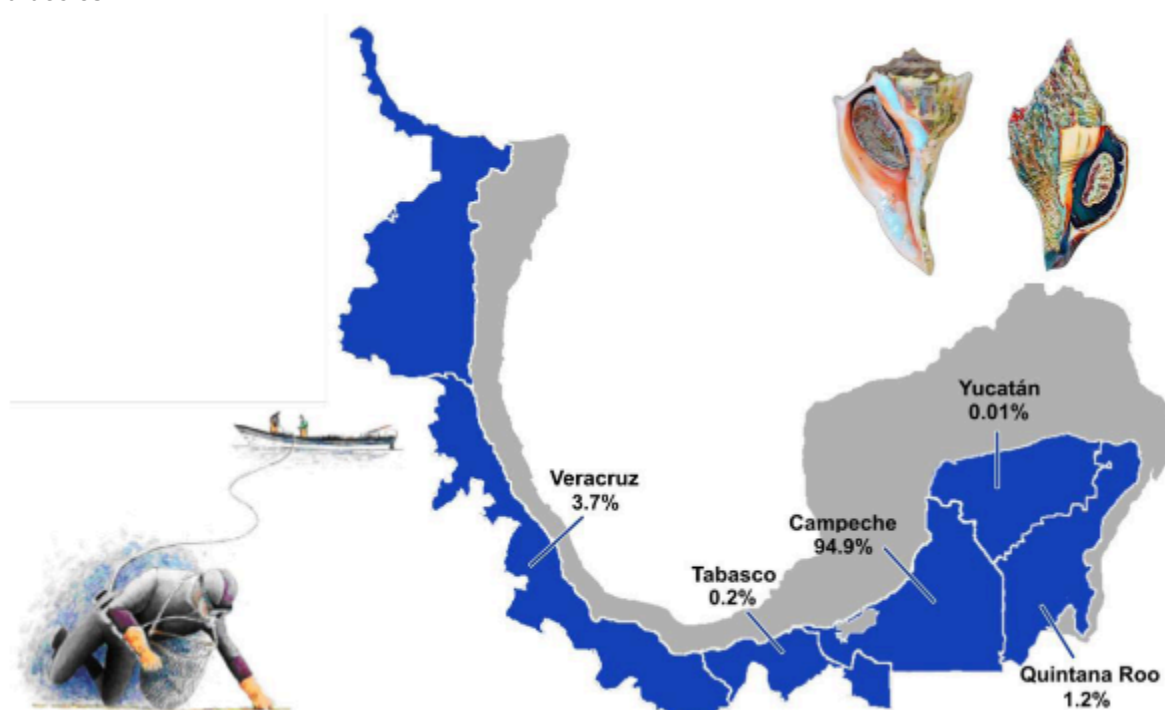 Yucatán
0.01%
Veracruz
3.7%
Campeche
94.9%
Tabasco
0.2%
Quintana Roo
1.2%